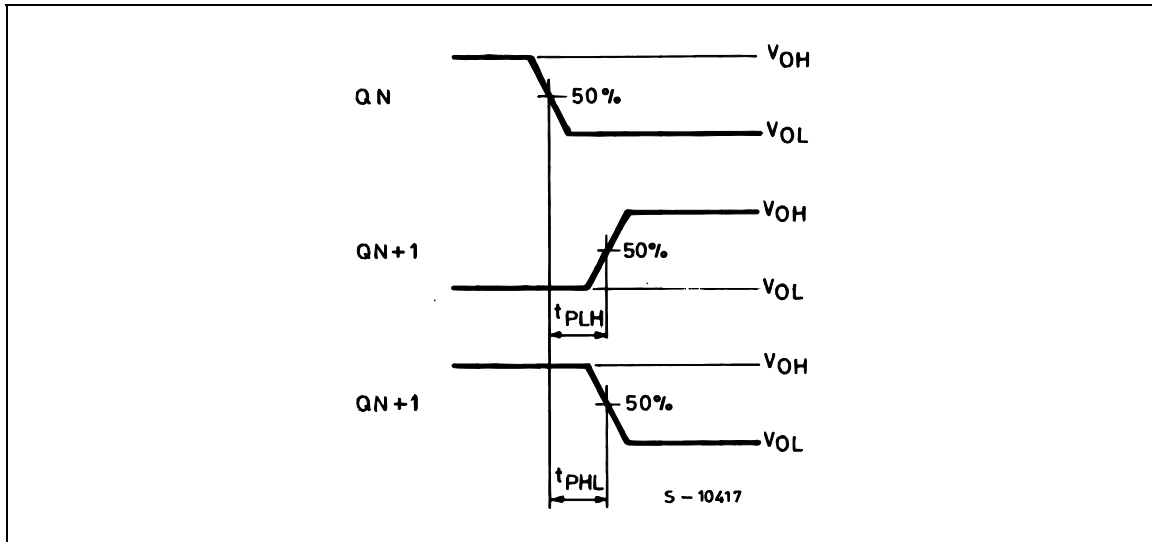 VOH
QN
50%
VOL
VOH
QN+1
50%
VOL
tPLH
VOH
QN+1
50%
VOL
tPHL
S-10417